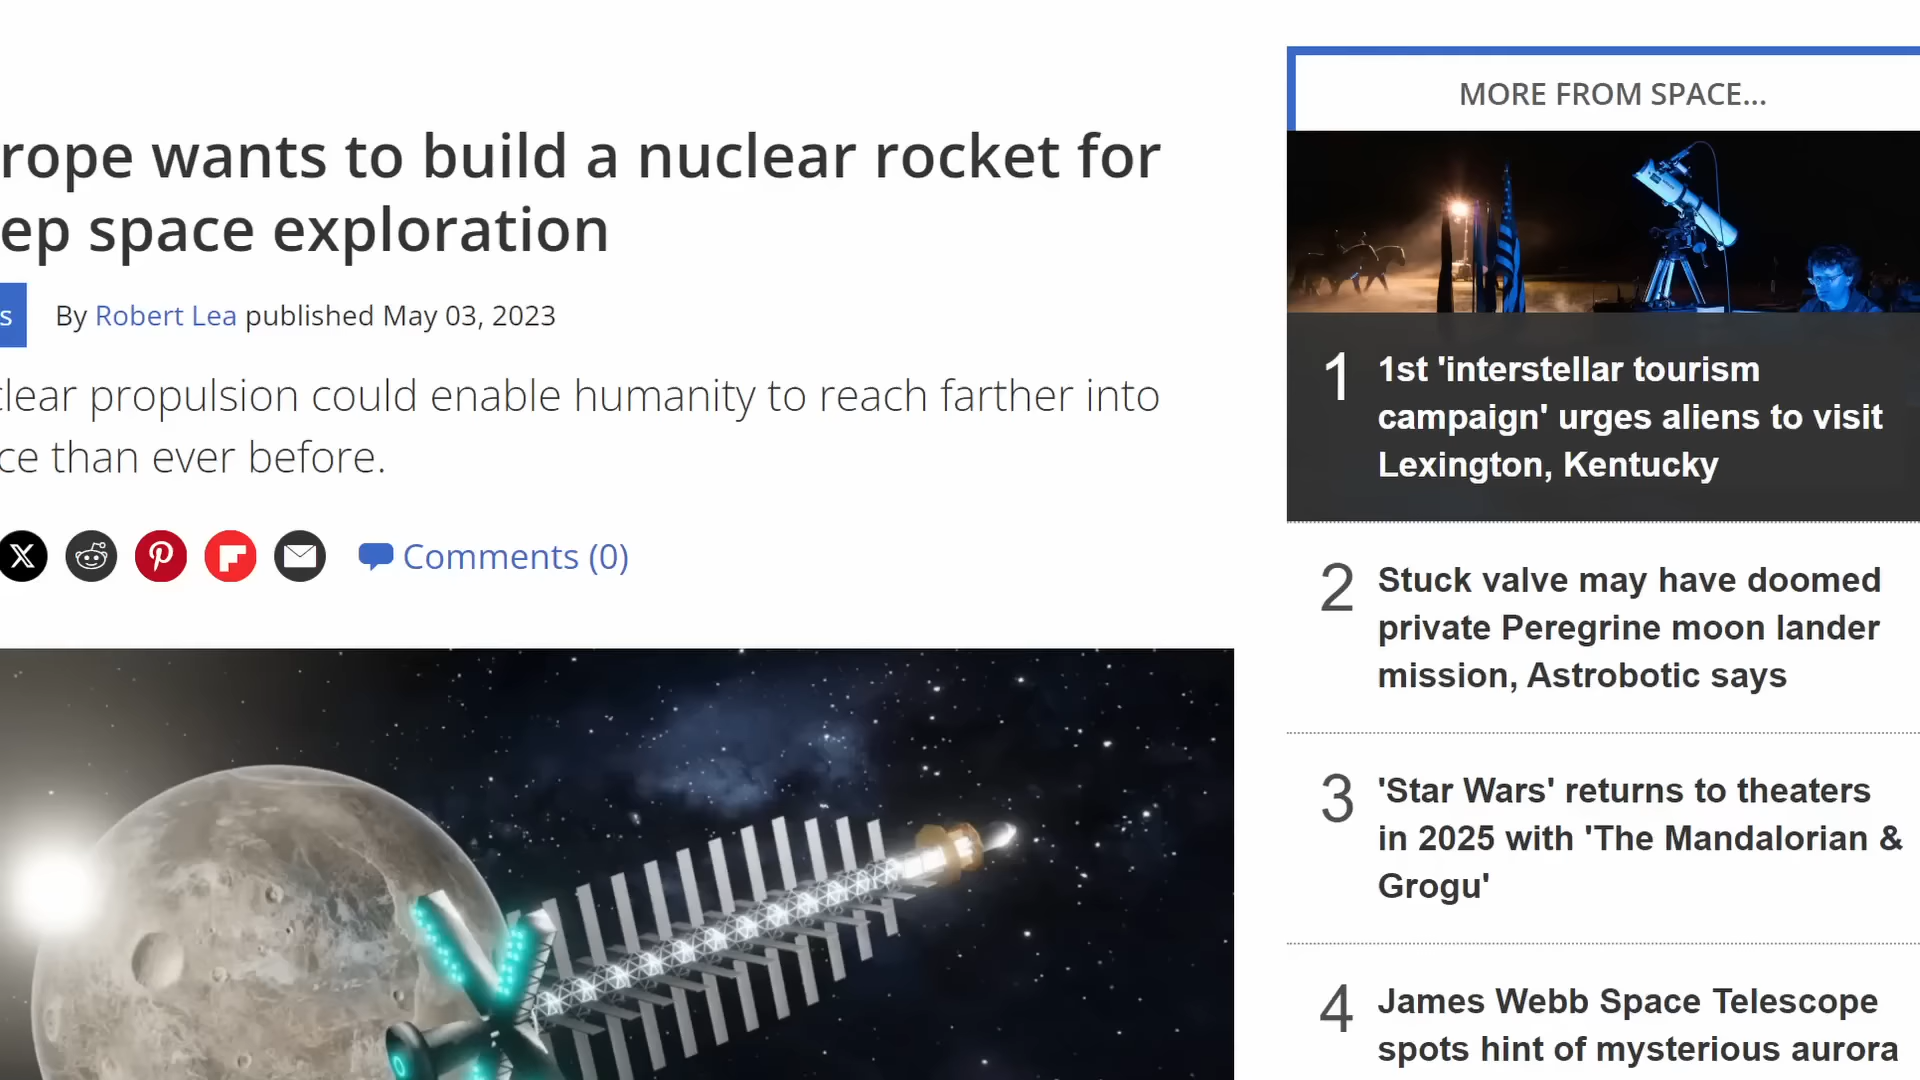 rope wants to build a nuclear rocket for
ep space exploration
s
By Robert Lea published May 03, 2023
clear propulsion could enable humanity to reach farther into
ce than ever before.
Comments (0)
MORE FROM SPACE...
1
1st 'interstellar tourism
campaign' urges aliens to visit
Lexington, Kentucky
2
Stuck valve may have doomed
private Peregrine moon lander
mission, Astrobotic says
3
'Star Wars' returns to theaters
in 2025 with 'The Mandalorian &
Grogu'
4
James Webb Space Telescope
spots hint of mysterious aurora